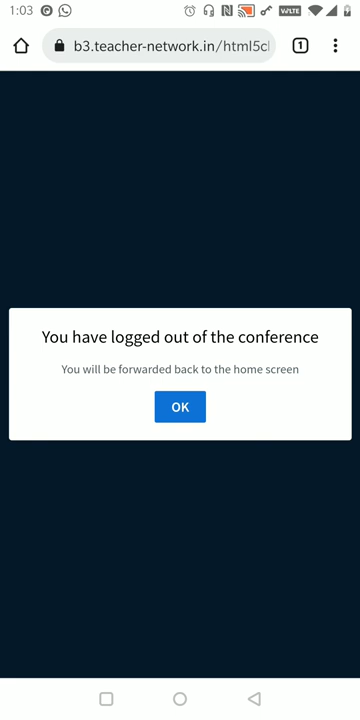 1:03
VoLTE
b3.teacher-network.in/html5cl
1
You have logged out of the conference
You will be forwarded back to the home screen
OK